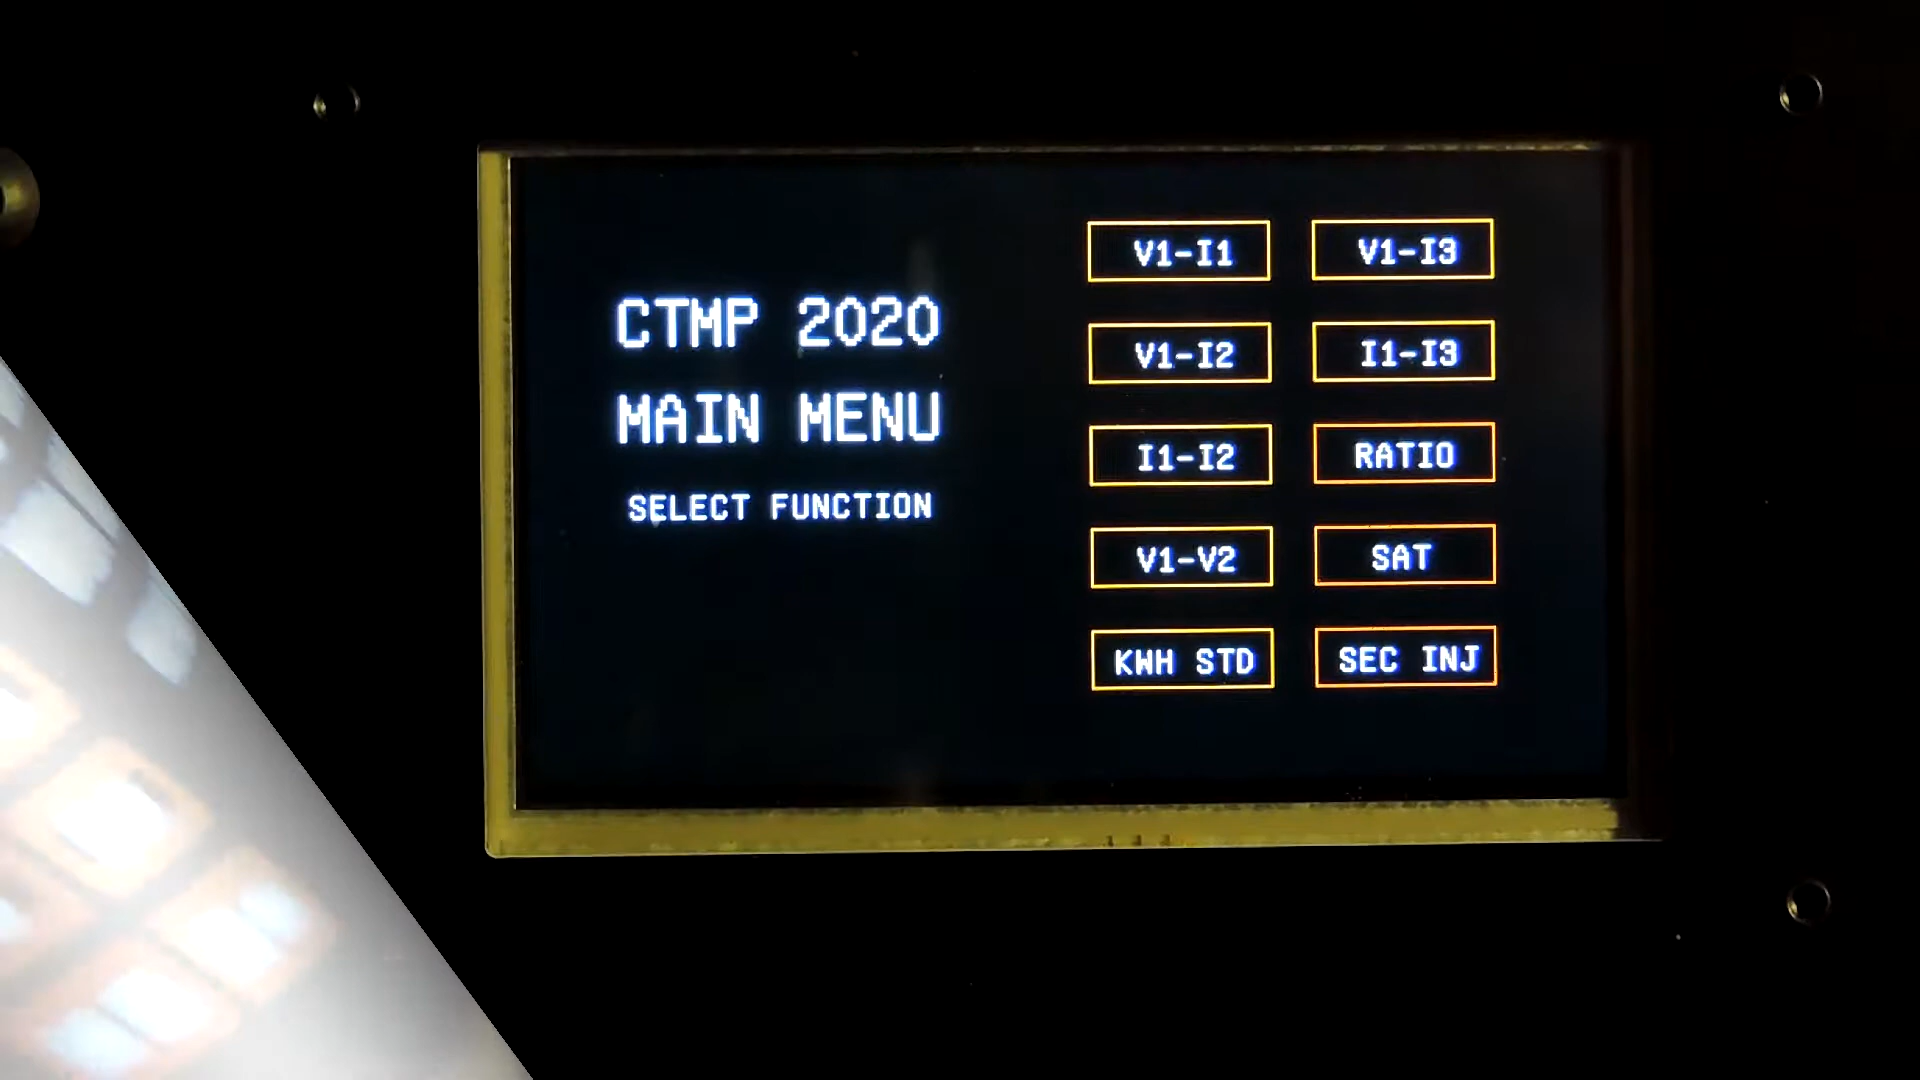 CTMP 2020
MAIN MENU
SELECT FUNCTION
V1-I1
V1-I3
V1-I2
I1-I3
I1-I2
RATIO
V1-V2
SAT
KWH STD
SEC INJ